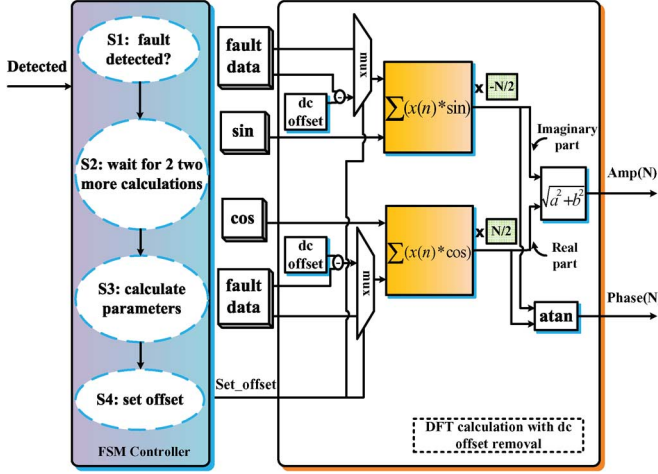 Detected
S1: fault
detected?
S2: wait for 2 two
more calculations
S3: calculate
parameters
S4: set offset
FSM Controller
Set_offset
fault
data
dc
offset
-
sin
mux
∑(x(n)*sin)
x -N/2
Imaginary
part
√a²+b²
Amp(N)
cos
dc
offset
-
fault
data
mux
∑(x(n)*cos)
x N/2
Real
part
atan
Phase(N
DFT calculation with dc
offset removal